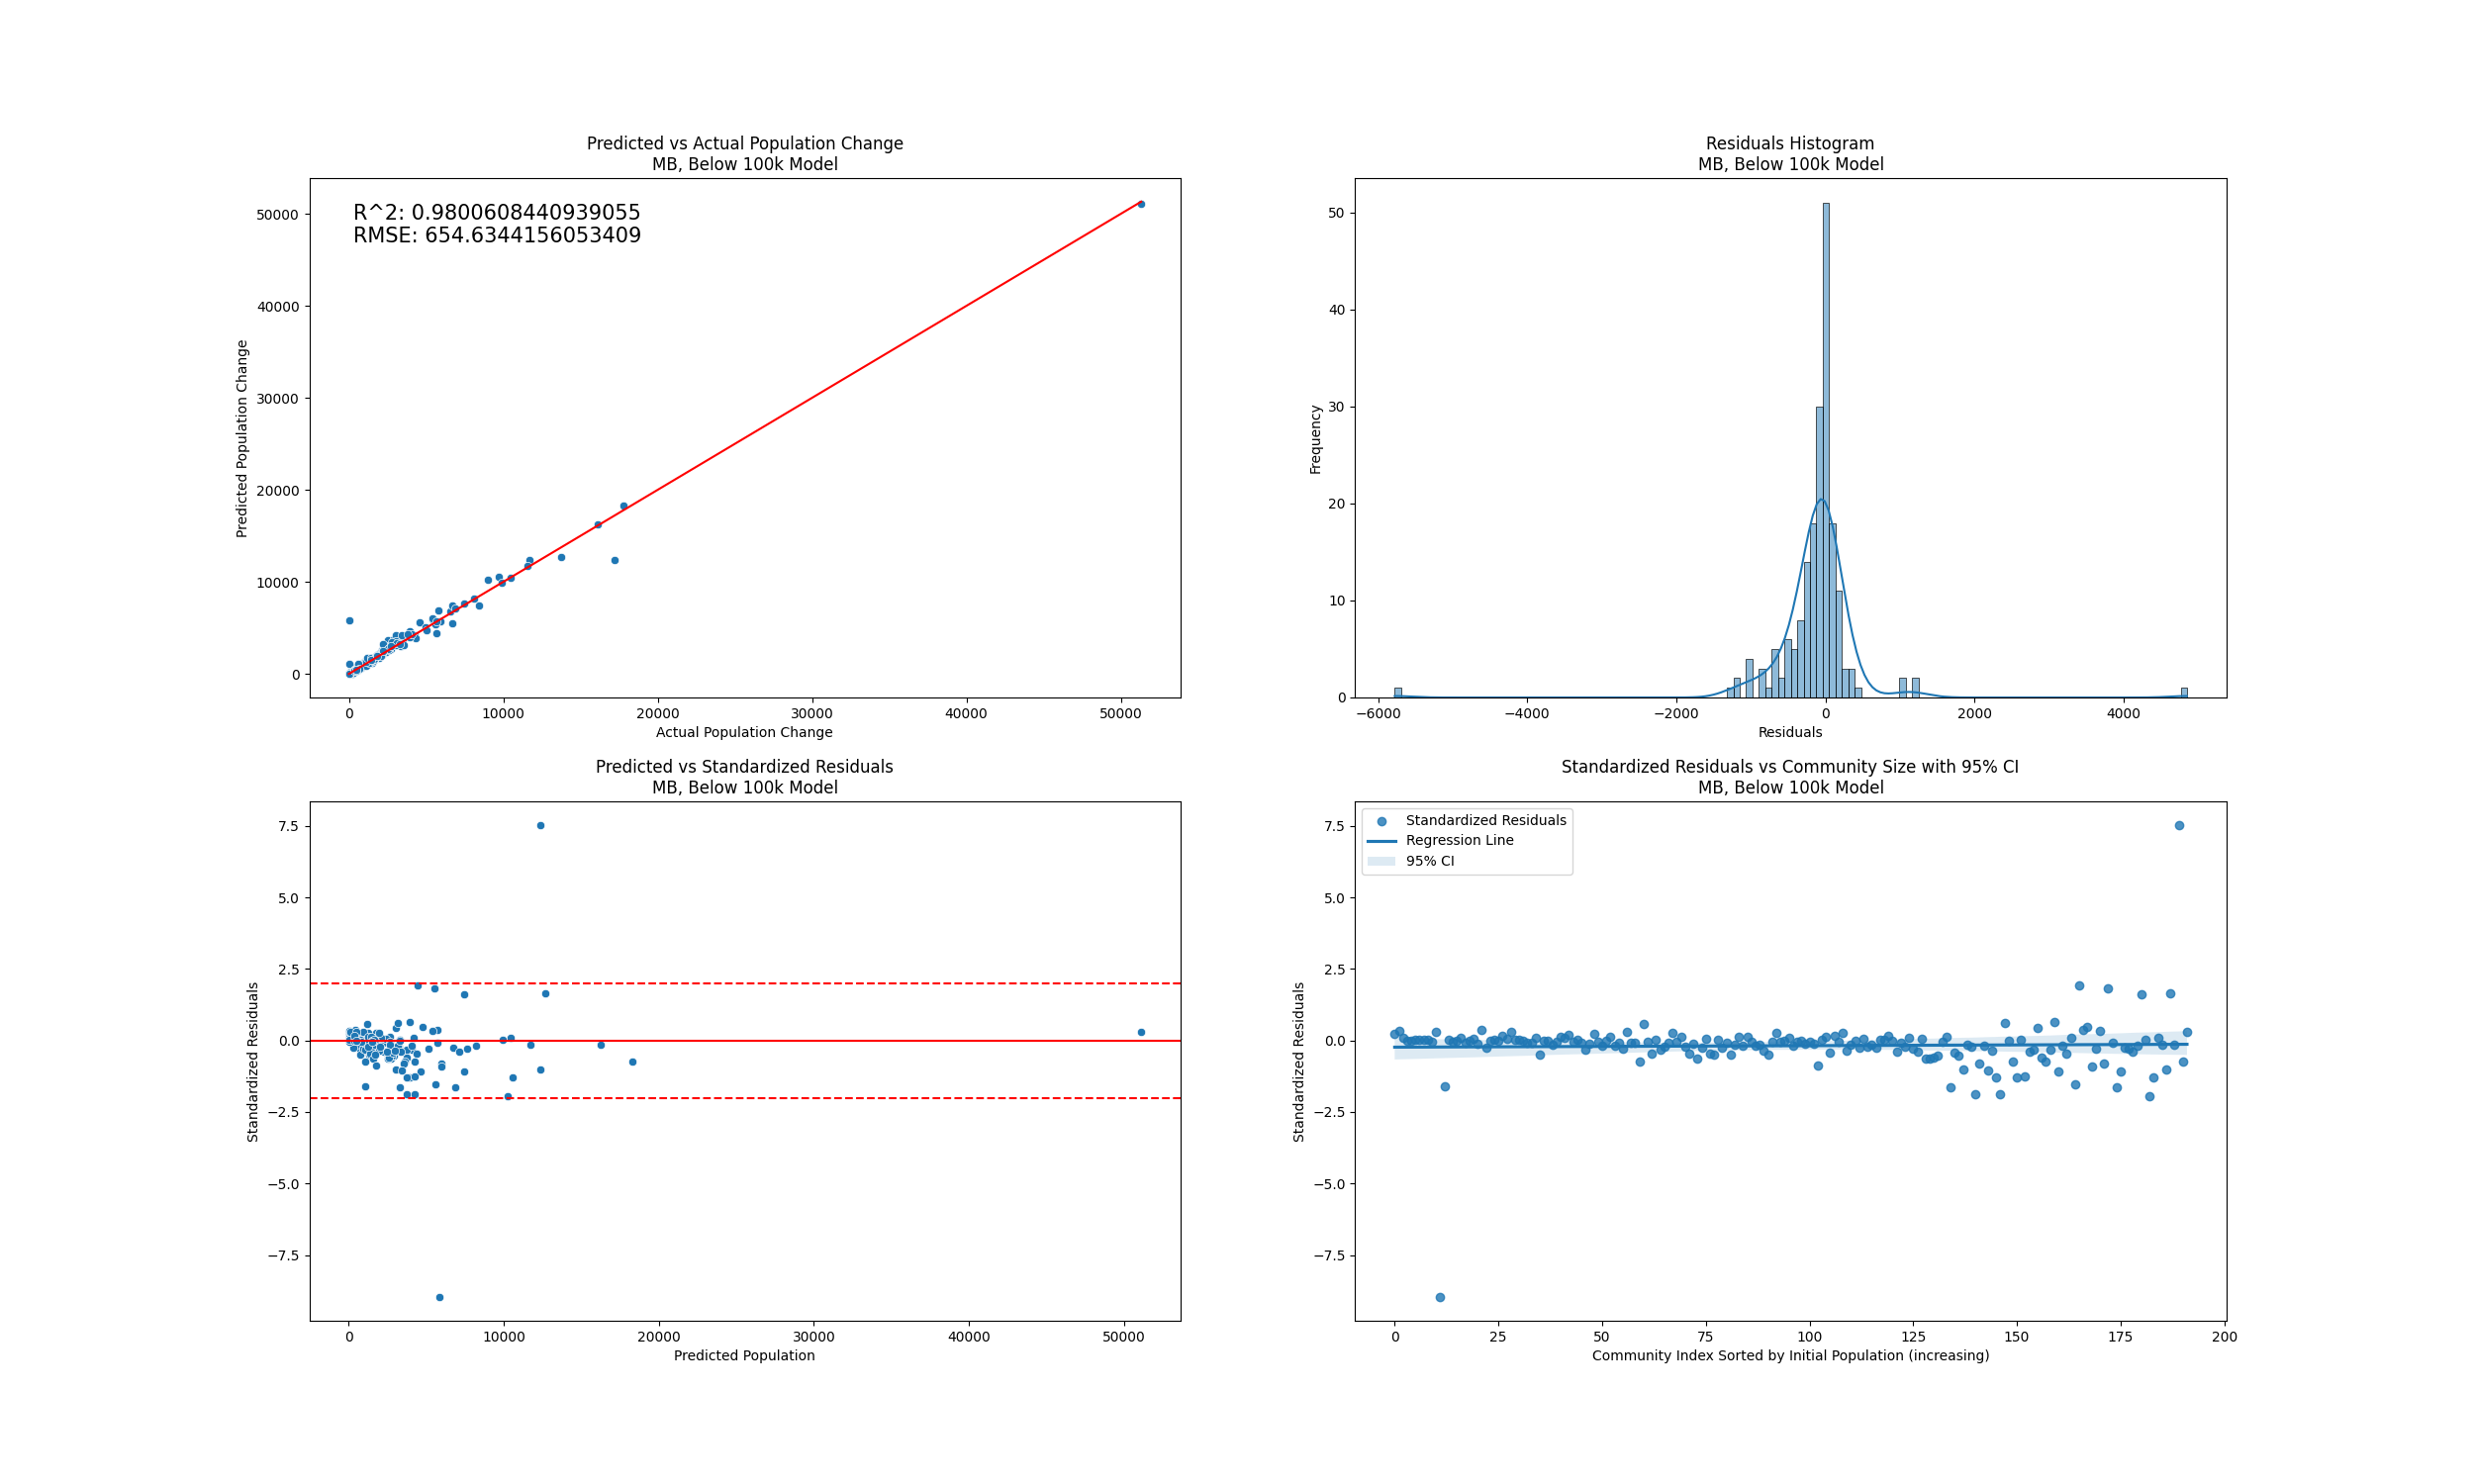 Predicted vs Actual Population Change
MB, Below 100k Model
R^2: 0.9800608440939055
RMSE: 654.6344156053409
50000
40000
30000
20000
10000
0
Predicted Population Change
0
10000
20000
30000
40000
50000
Actual Population Change
Residuals Histogram
MB, Below 100k Model
50
40
30
20
10
0
Frequency
−6000
−4000
−2000
0
2000
4000
Residuals
Predicted vs Standardized Residuals
MB, Below 100k Model
7.5
5.0
2.5
0.0
−2.5
−5.0
−7.5
Standardized Residuals
0
10000
20000
30000
40000
50000
Predicted Population
Standardized Residuals vs Community Size with 95% CI
MB, Below 100k Model
Standardized Residuals
Regression Line
95% CI
7.5
5.0
2.5
0.0
−2.5
−5.0
−7.5
Standardized Residuals
0
25
50
75
100
125
150
175
200
Community Index Sorted by Initial Population (increasing)